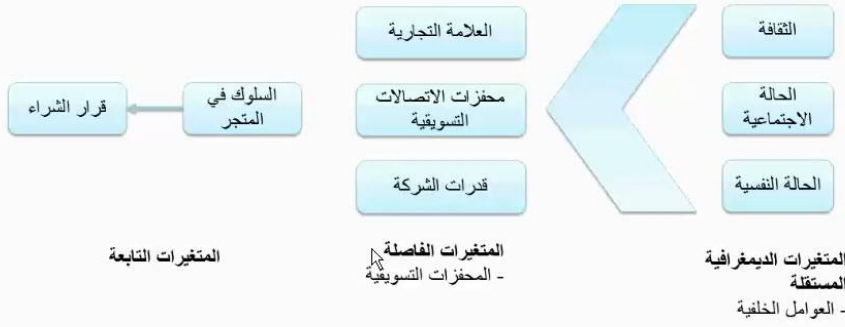 الثقافة
الحالة
الاجتماعية
الحالة النفسية
المتغيرات الديمغرافية
المستقلة
- العوامل الخلفية
العلامة التجارية
محفزات الاتصالات
التسويقية
قدرات الشركة
المتغيرات الفاصلة
- المحفزات التسويقية
السلوك في
المتجر
قرار الشراء
المتغيرات التابعة